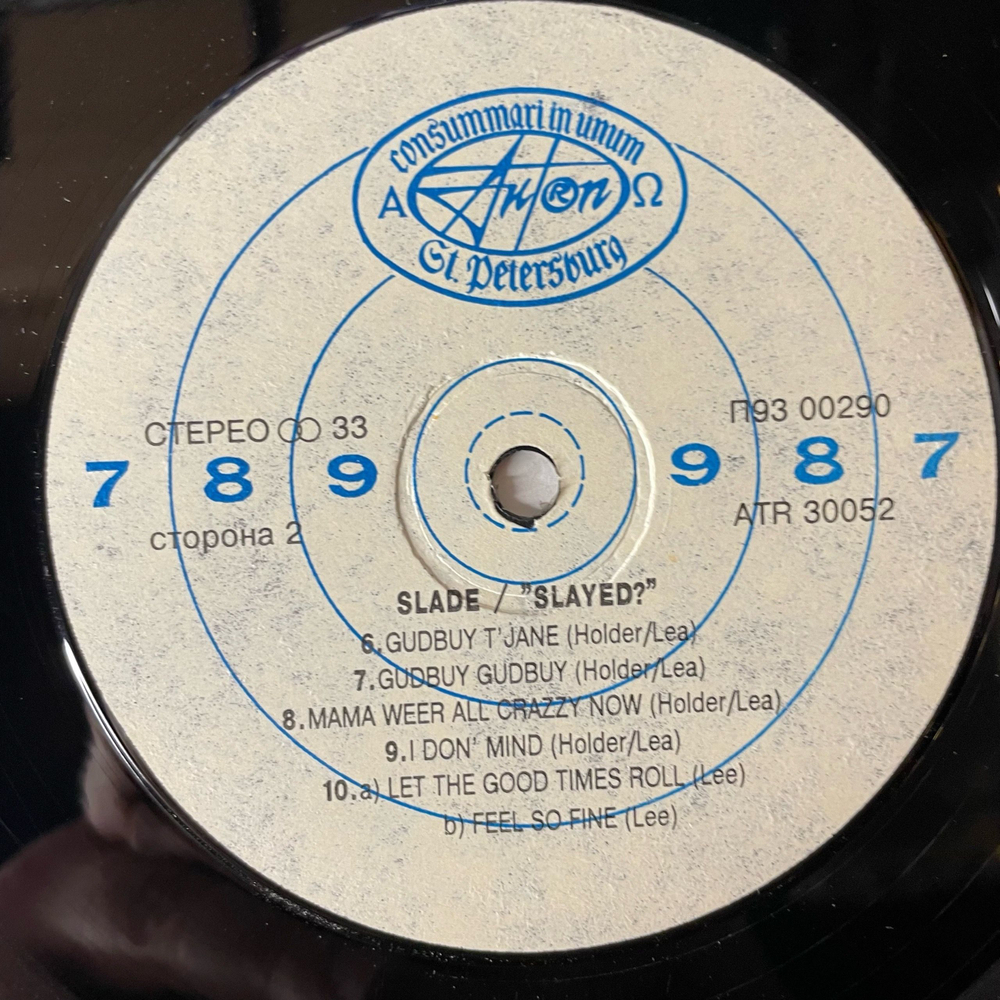 consummari in unum
Α Antrop Ω
St. Petersburg
СТЕРЕО 33
П93 00290
7 8 9
9 8 7
сторона 2
ATR 30052
SLADE / "SLAYED?"
6. GUDBUY T'JANE (Holder/Lea)
7. GUDBUY GUDBUY (Holder/Lea)
8. MAMA WEER ALL CRAZZY NOW (Holder/Lea)
9. I DON' MIND (Holder/Lea)
10. a) LET THE GOOD TIMES ROLL (Lee)
b) FEEL SO FINE (Lee)